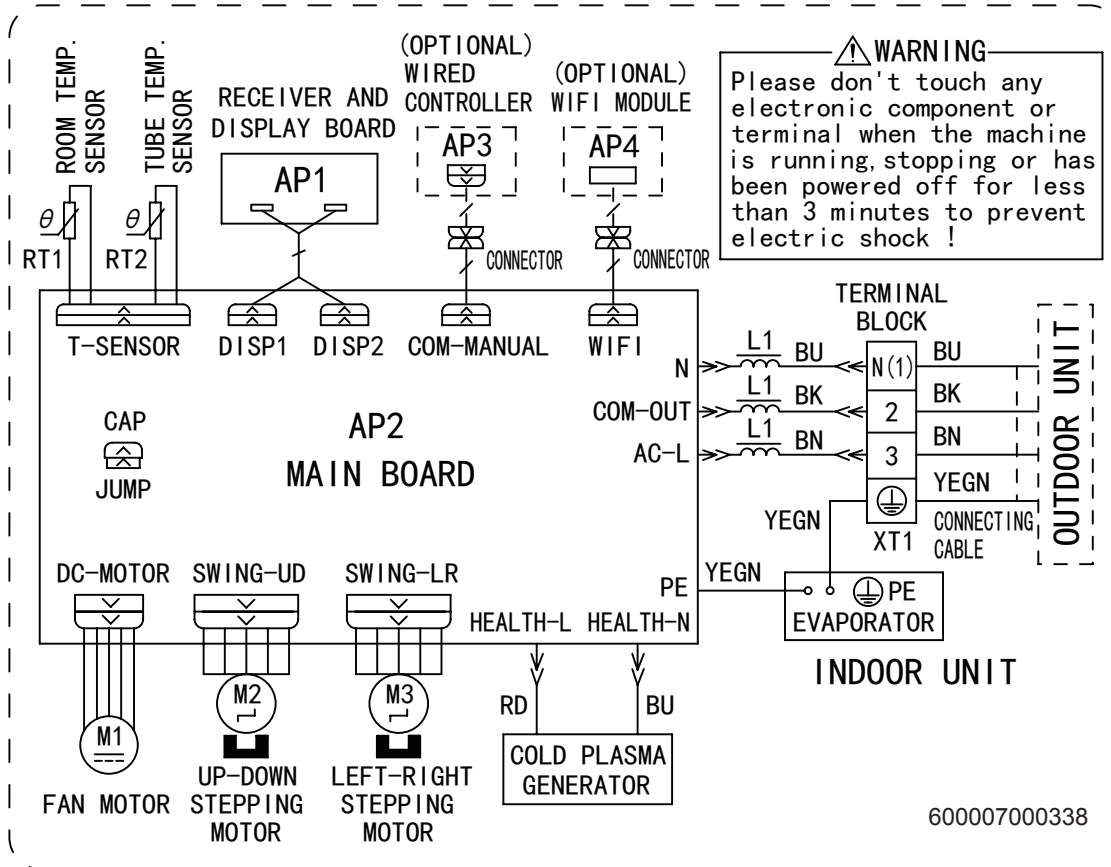 ROOM TEMP.
SENSOR
TUBE TEMP.
SENSOR
RECEIVER AND
DISPLAY BOARD
(OPTIONAL)
WIRED
CONTROLLER
(OPTIONAL)
WIFI MODULE
WARNING
Please don't touch any
electronic component or
terminal when the machine
is running, stopping or has
been powered off for less
than 3 minutes to prevent
electric shock !
AP1
AP3
AP4
θ
RT1
θ
RT2
CONNECTOR
CONNECTOR
T-SENSOR
DISP1
DISP2
COM-MANUAL
WIFI
TERMINAL
BLOCK
N
L1
BU
N(1)
BU
COM-OUT
L1
BK
2
BK
AC-L
L1
BN
3
BN
YEGN
YEGN
XT1
CONNECTING
CABLE
OUTDOOR UNIT
CAP
JUMP
AP2
MAIN BOARD
DC-MOTOR
SWING-UD
SWING-LR
PE
YEGN
PE
EVAPORATOR
HEALTH-L
HEALTH-N
INDOOR UNIT
M1
M2
M3
RD
BU
COLD PLASMA
GENERATOR
FAN MOTOR
UP-DOWN
STEPPING
MOTOR
LEFT-RIGHT
STEPPING
MOTOR
600007000338